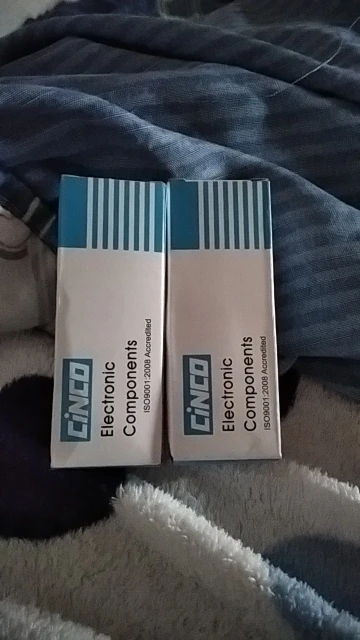 CiNCO
Electronic
Components
ISO9001:2008 Accredited
CiNCO
Electronic
Components
ISO9001:2008 Accredited